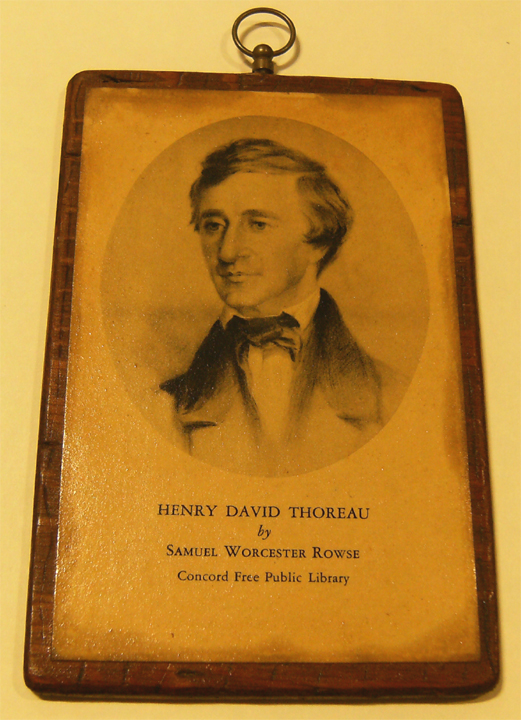 HENRY DAVID THOREAU
by
SAMUEL WORCESTER ROWSE
Concord Free Public Library